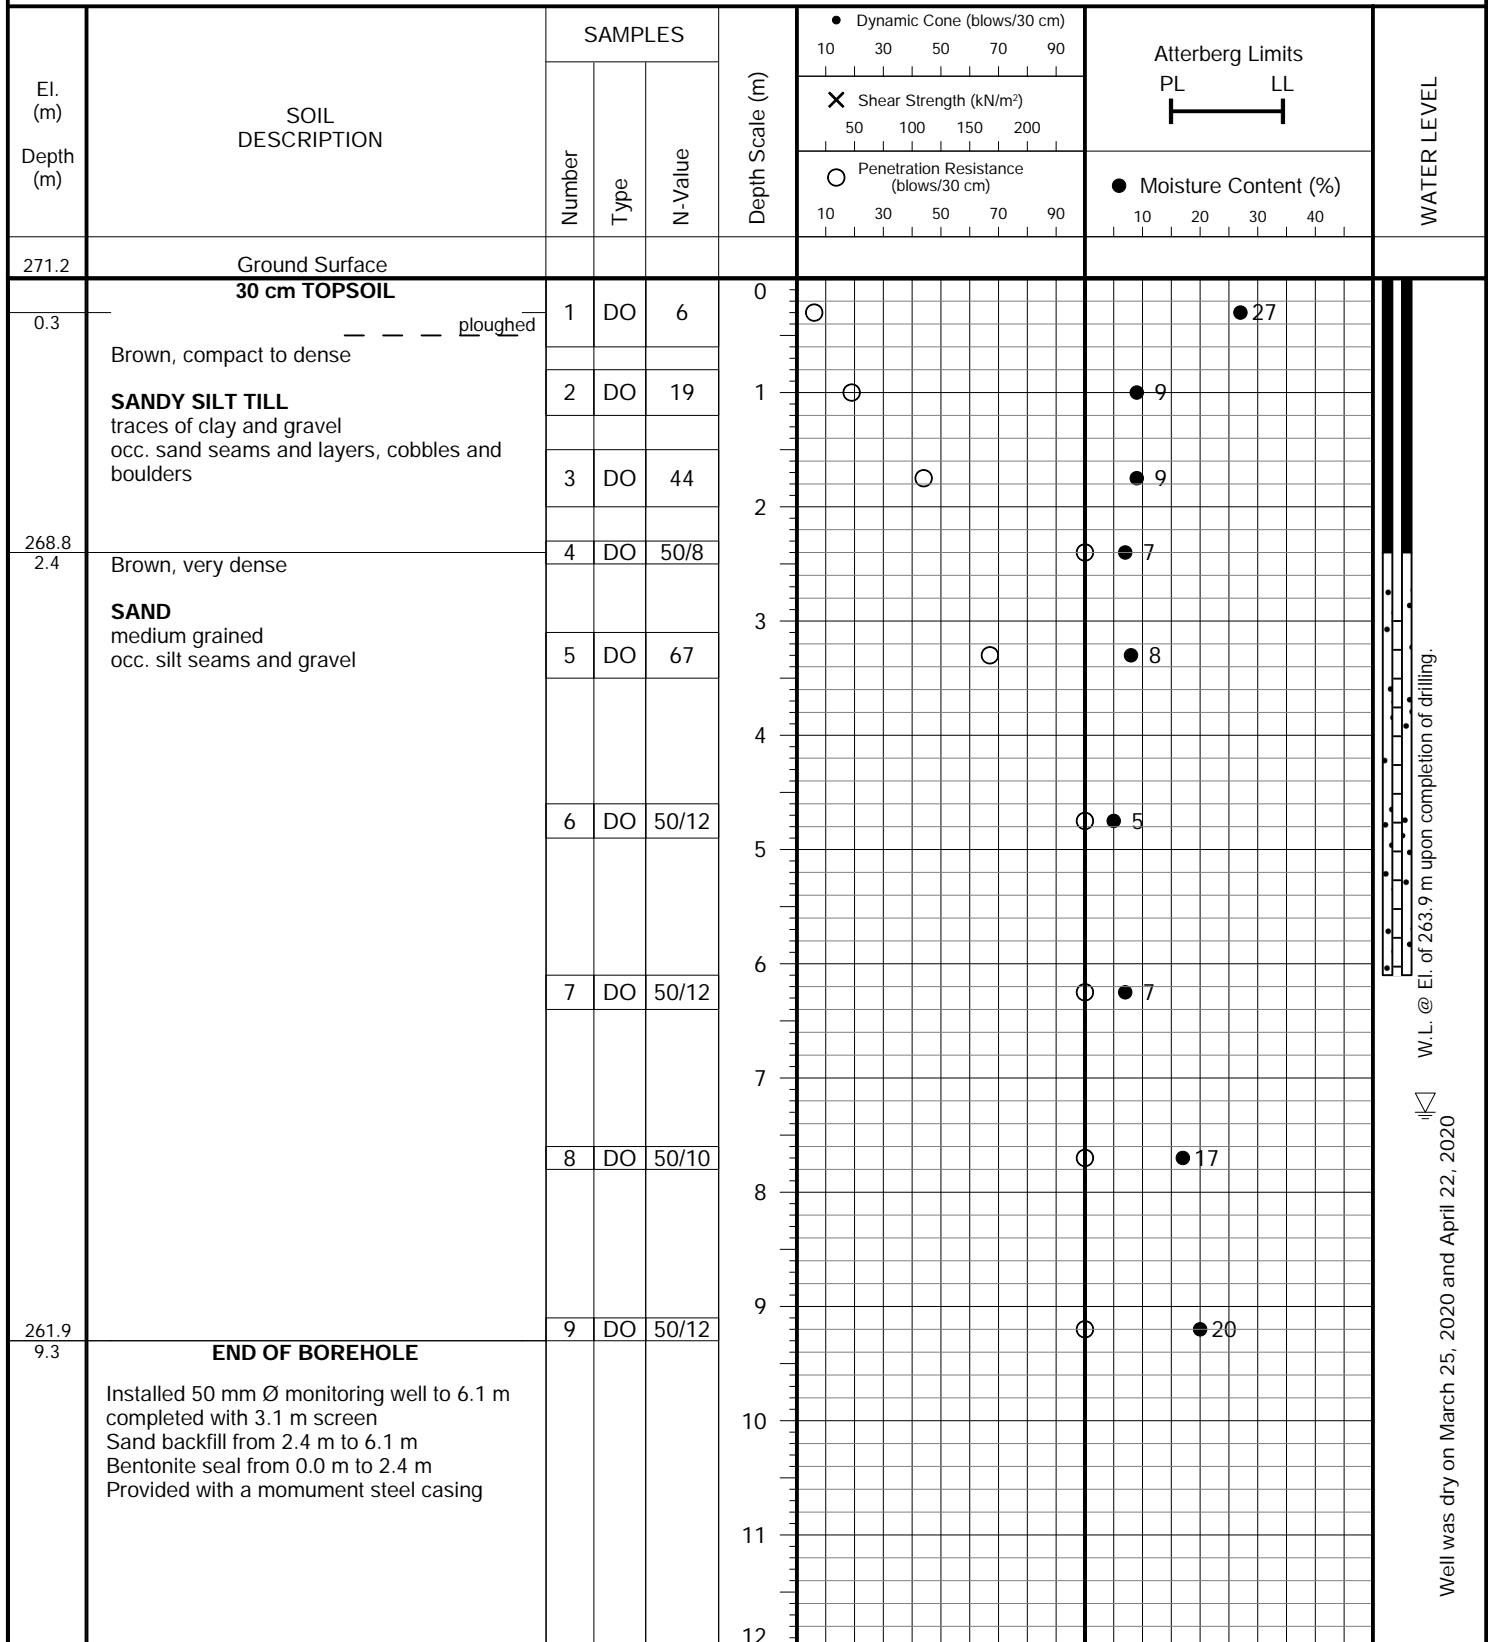 El.
(m)
Depth
(m)
SOIL
DESCRIPTION
SAMPLES
Number
Type
N-Value
Depth Scale (m)
Dynamic Cone (blows/30 cm)
10 30 50 70 90
Shear Strength (kN/m²)
50 100 150 200
Penetration Resistance
(blows/30 cm)
10 30 50 70 90
Atterberg Limits
PL LL
Moisture Content (%)
10 20 30 40
WATER LEVEL
271.2 Ground Surface
30 cm TOPSOIL
0
0.3
ploughed
1 DO 6 27
Brown, compact to dense
2 DO 19 1 9
SANDY SILT TILL
traces of clay and gravel
occ. sand seams and layers, cobbles and
boulders
3 DO 44 9
2
268.8
2.4
4 DO 50/8 7
Brown, very dense
SAND
3
medium grained
occ. silt seams and gravel
5 DO 67 8
4
6 DO 50/12 5
5
6
7 DO 50/12 7
7
8 DO 50/10 17
8
9
261.9
9.3
9 DO 50/12 20
END OF BOREHOLE
Installed 50 mm Ø monitoring well to 6.1 m
completed with 3.1 m screen
10
Sand backfill from 2.4 m to 6.1 m
Bentonite seal from 0.0 m to 2.4 m
Provided with a momument steel casing
11
12
W.L. @ El. of 263.9 m upon completion of drilling.
Well was dry on March 25, 2020 and April 22, 2020